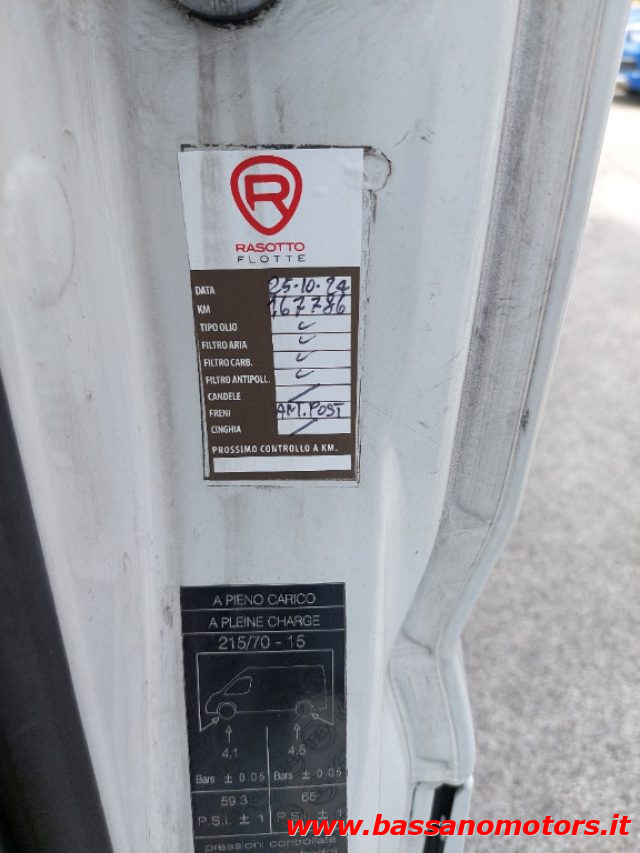 R
RASOTTO
FLOTTE
DATA 25.10.24
KM 167786
TIPO OLIO ✓
FILTRO ARIA ✓
FILTRO CARB. ✓
FILTRO ANTIPOLL. ✓
CANDELE /
FRENI ANT. POST
CINGHIA /
PROSSIMO CONTROLLO A KM.
A PIENO CARICO
A PLEINE CHARGE
215/70 - 15
4.1 4.5
Bars ± 0.05 Bars ± 0.05
59.3 65
P.S.I. ± 1 P.S.I. ± 1
pressioni controllate
www.bassanomotors.it